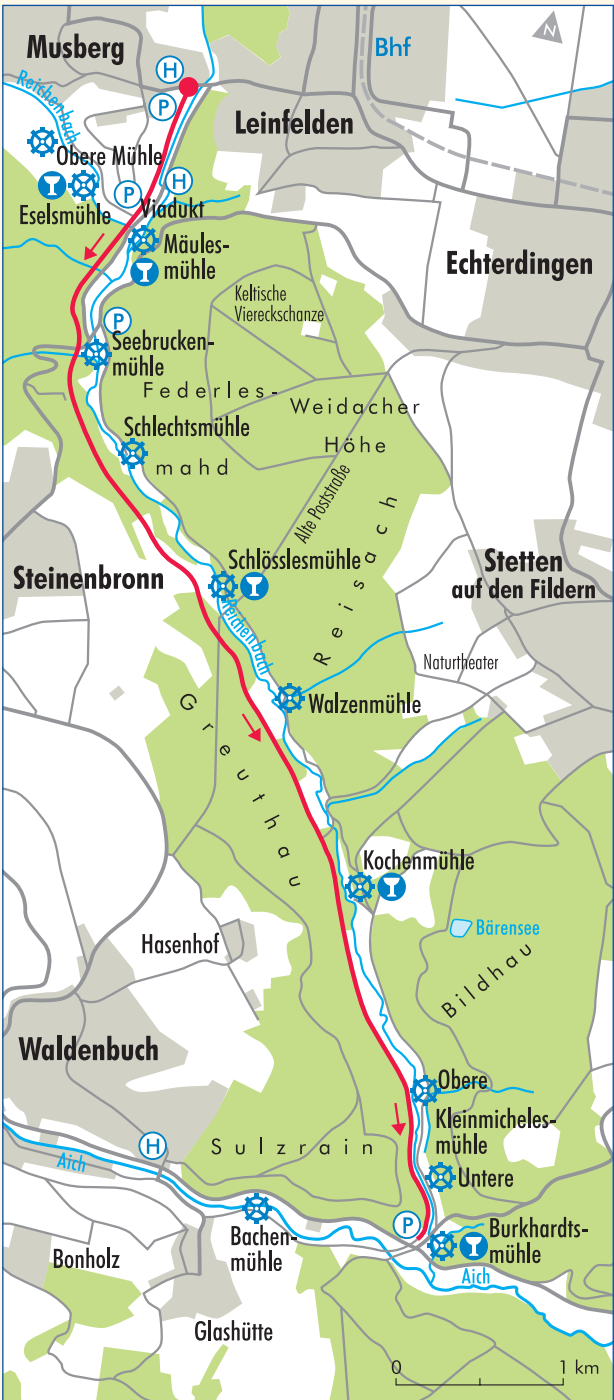 Musberg
H
Bhf
N
P
Reichenbach
Leinfelden
Obere Mühle
P
H
Eselsmühle
Viadukt
Mäules-
mühle
Echterdingen
Keltische
Viereckschanze
P
Seebrucken-
mühle
Federles-
mahd
Weidacher
Höhe
Schlechtsmühle
Alte Poststraße
Reisach
Steinenbronn
Schlösslesmühle
Stetten
auf den Fildern
Reichenbach
Naturtheater
Walzenmühle
Greuthau
Kochenmühle
Hasenhof
Bärensee
Bildhau
Waldenbuch
Obere
Kleinmicheles-
mühle
Untere
H
Sulzrain
Aich
P
Bachen-
mühle
Burkhardts-
mühle
Bonholz
Aich
Glashütte
0 1 km